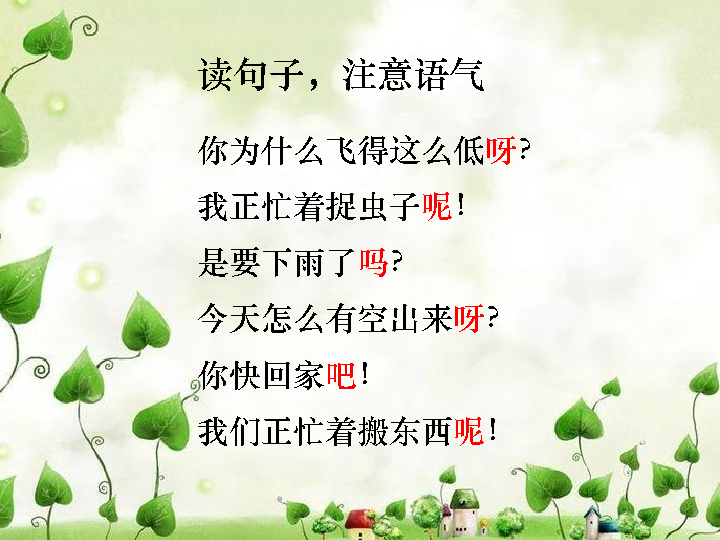 读句子，注意语气
你为什么飞得这么低呀?
我正忙着捉虫子呢!
是要下雨了吗?
今天怎么有空出来呀?
你快回家吧!
我们正忙着搬东西呢!